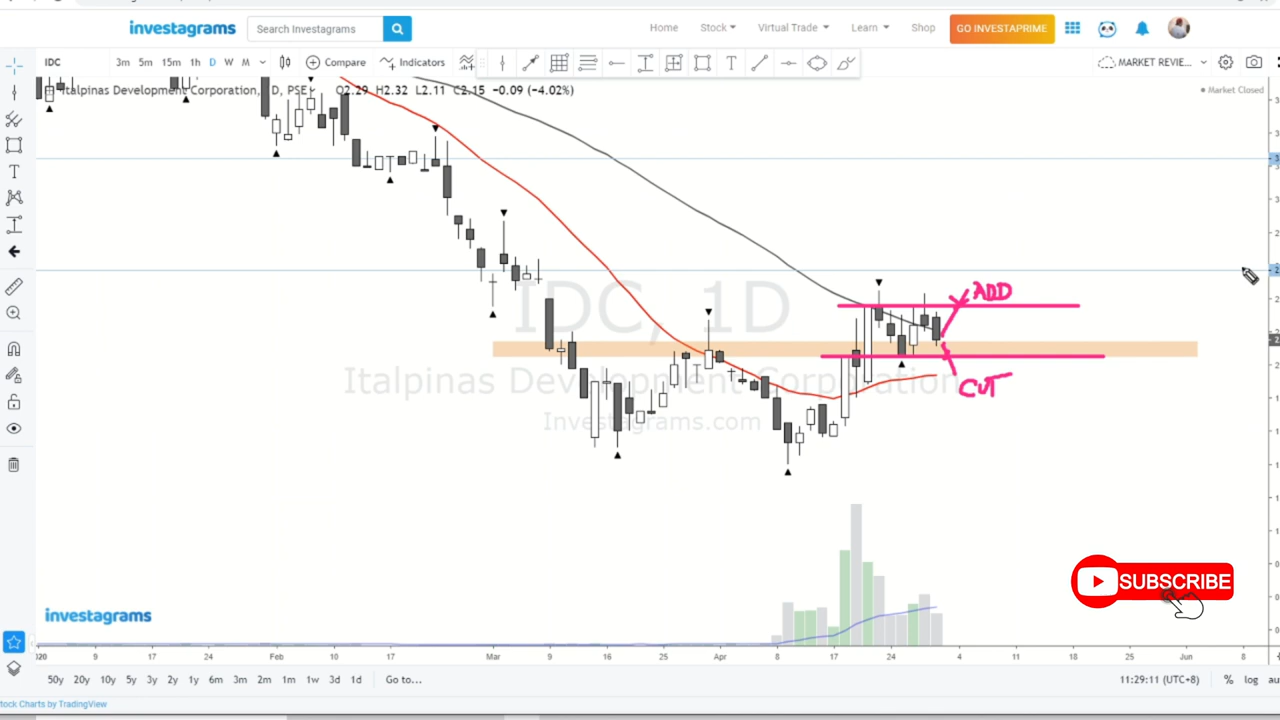 investagrams
Search Investagrams
Home
Stock
Virtual Trade
Learn
Shop
GO INVESTAPRIME
IDC
3m 5m 15m 1h D W M
Compare
Indicators
MARKET REVIE...
Italpinas Development Corporation, D, PSE
O2.29 H2.32 L2.11 C2.15 −0.09 (−4.02%)
Market Closed
ADD
CUT
IDC, 1D
Italpinas Development Corporation
Investagrams.com
SUBSCRIBE
investagrams
9 17 24 Feb 10 17 Mar 9 16 25 Apr 8 17 24 4 11 18 25 Jun 8
50y 20y 10y 5y 3y 2y 1y 6m 3m 2m 1m 1w 3d 1d Go to...
11:29:11 (UTC+8) % log
Stock Charts by TradingView